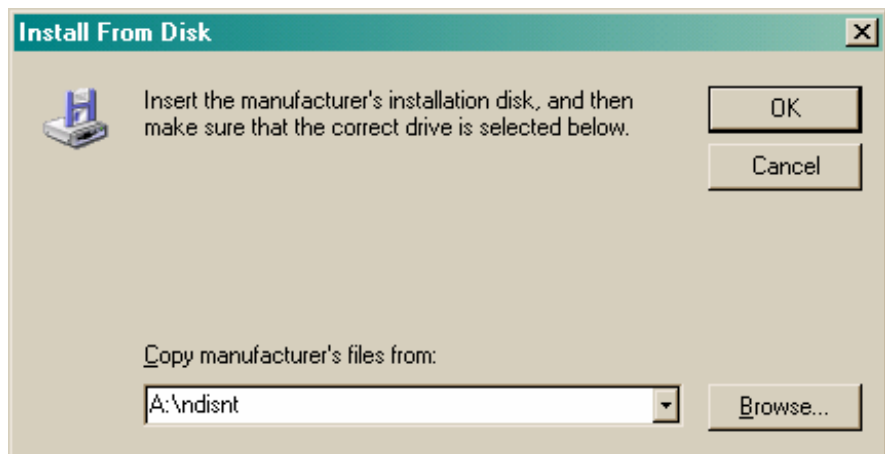 Install From Disk
Insert the manufacturer's installation disk, and then
make sure that the correct drive is selected below.
OK
Cancel
Copy manufacturer's files from:
A:\ndisnt
Browse...